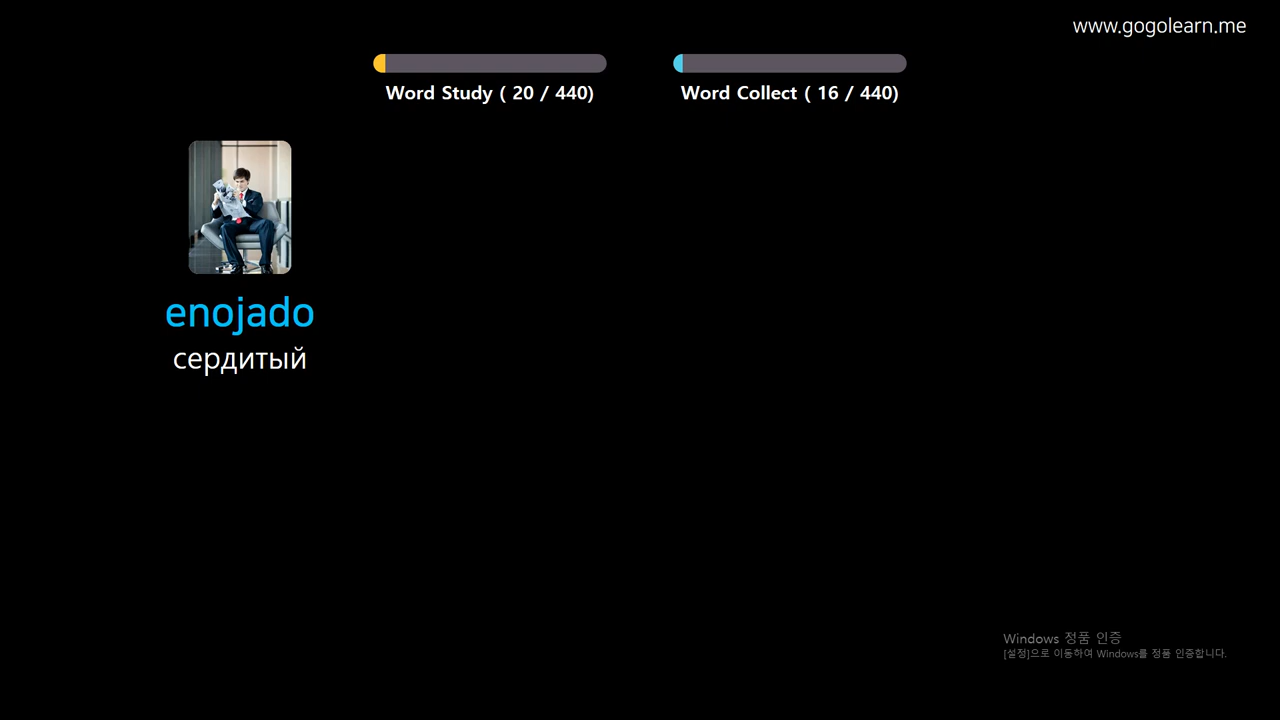 www.gogolearn.me
Word Study ( 20 / 440)
Word Collect ( 16 / 440)
enojado
сердитый
Windows 정품 인증
[설정]으로 이동하여 Windows를 정품 인증합니다.